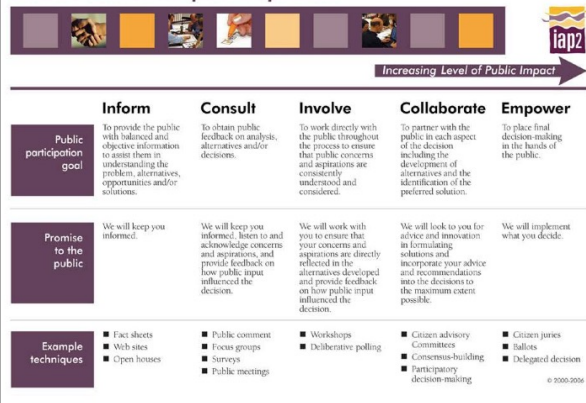 iap2
Increasing Level of Public Impact
Inform
Consult
Involve
Collaborate
Empower
Public
participation
goal
To provide the public
with balanced and
objective information
to assist them in
understanding the
problem, alternatives,
opportunities and/or
solutions.
To obtain public
feedback on analysis,
alternatives and/or
decisions.
To work directly with
the public throughout
the process to ensure
that public concerns
and aspirations are
consistently
understood and
considered.
To partner with the
public in each aspect
of the decision
including the
development of
alternatives and the
identification of the
preferred solution.
To place final
decision-making
in the hands of
the public.
Promise
to the
public
We will keep you
informed.
We will keep you
informed, listen to and
acknowledge concerns
and aspirations, and
provide feedback on
how public input
influenced the
decision.
We will work with
you to ensure that
your concerns and
aspirations are directly
reflected in the
alternatives developed
and provide feedback
on how public input
influenced the
decision.
We will look to you for
advice and innovation
in formulating
solutions and
incorporate your advice
and recommendations
into the decisions to
the maximum extent
possible.
We will implement
what you decide.
Example
techniques
■ Fact sheets
■ Web sites
■ Open houses
■ Public comment
■ Focus groups
■ Surveys
■ Public meetings
■ Workshops
■ Deliberative polling
■ Citizen advisory
Committees
■ Consensus-building
■ Participatory
decision-making
■ Citizen juries
■ Ballots
■ Delegated decision
© 2000-2006